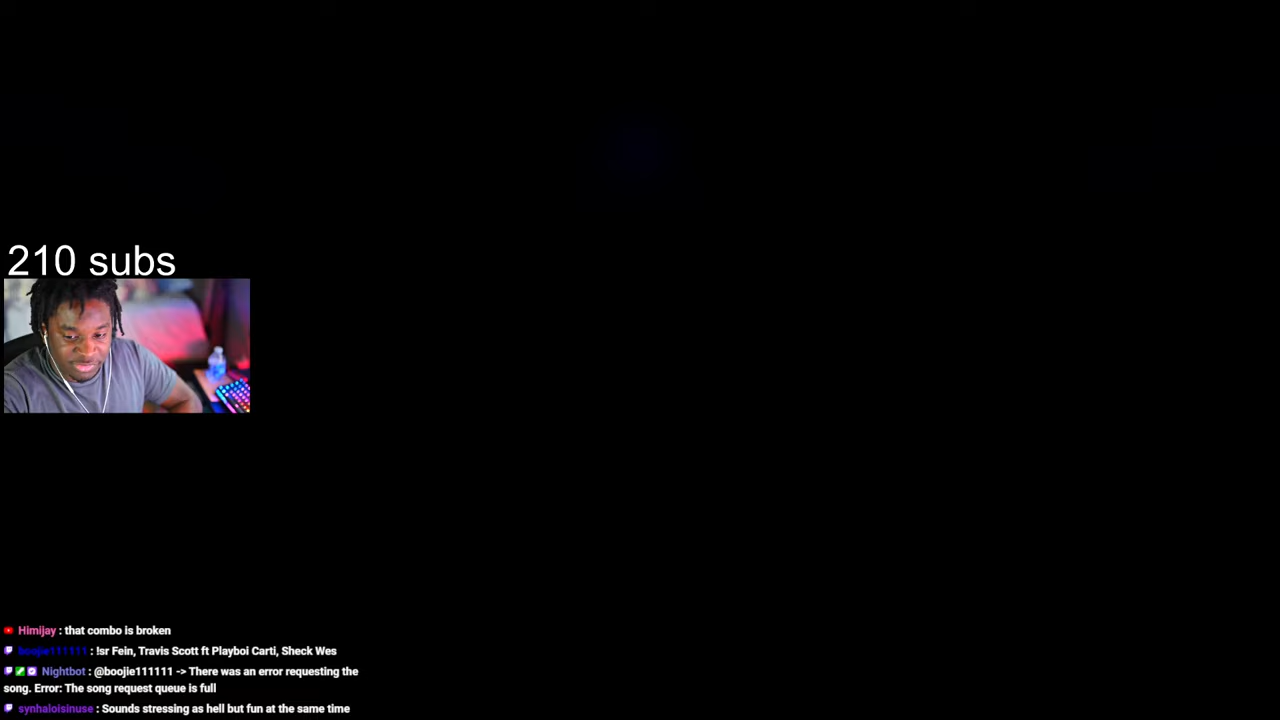 210 subs
Himijay : that combo is broken
boojie111111 : !sr Fein, Travis Scott ft Playboi Carti, Sheck Wes
Nightbot : @boojie111111 -> There was an error requesting the
song. Error: The song request queue is full
synhaloisinuse : Sounds stressing as hell but fun at the same time